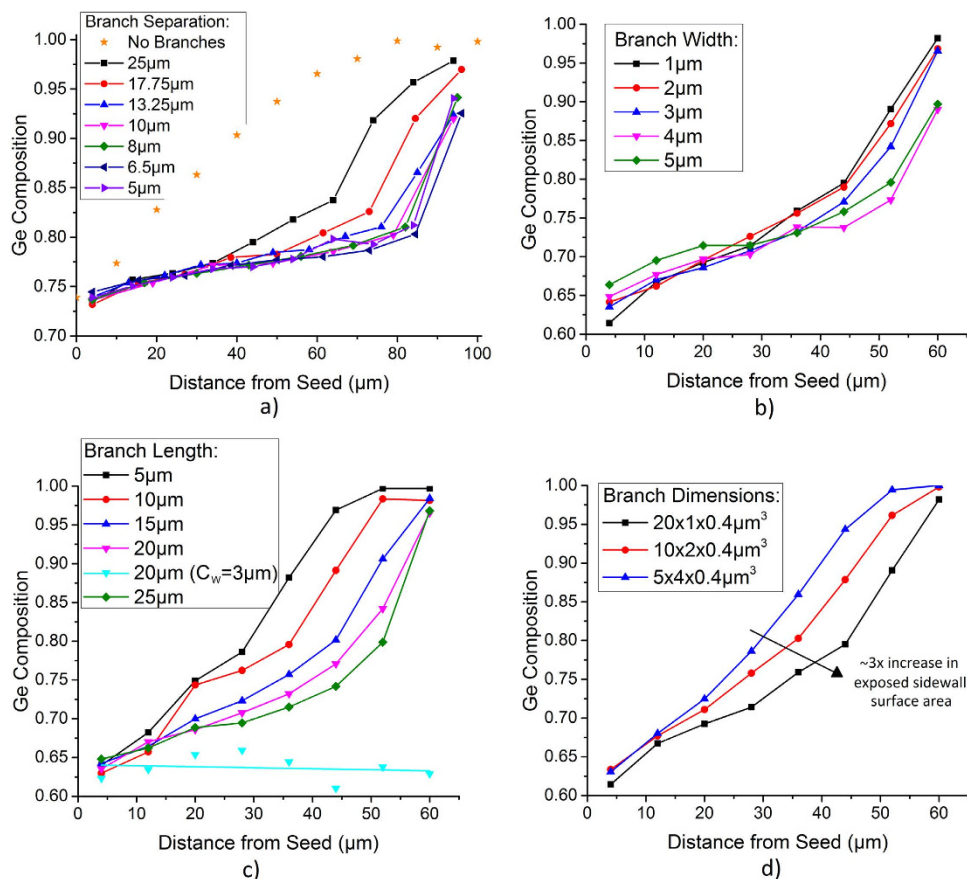 Branch Separation:
No Branches
25μm
17.75μm
13.25μm
10μm
8μm
6.5μm
5μm
Ge Composition
1.00
0.95
0.90
0.85
0.80
0.75
0.70
0 20 40 60 80 100
Distance from Seed (μm)
a)
Branch Width:
1μm
2μm
3μm
4μm
5μm
Ge Composition
1.00
0.95
0.90
0.85
0.80
0.75
0.70
0.65
0.60
0 10 20 30 40 50 60
Distance from Seed (μm)
b)
Branch Length:
5μm
10μm
15μm
20μm
20μm (Cw=3μm)
25μm
Ge Composition
1.00
0.95
0.90
0.85
0.80
0.75
0.70
0.65
0.60
0 10 20 30 40 50 60
Distance from Seed (μm)
c)
Branch Dimensions:
20x1x0.4μm³
10x2x0.4μm³
5x4x0.4μm³
~3x increase in
exposed sidewall
surface area
Ge Composition
1.00
0.95
0.90
0.85
0.80
0.75
0.70
0.65
0.60
0 10 20 30 40 50 60
Distance from Seed (μm)
d)